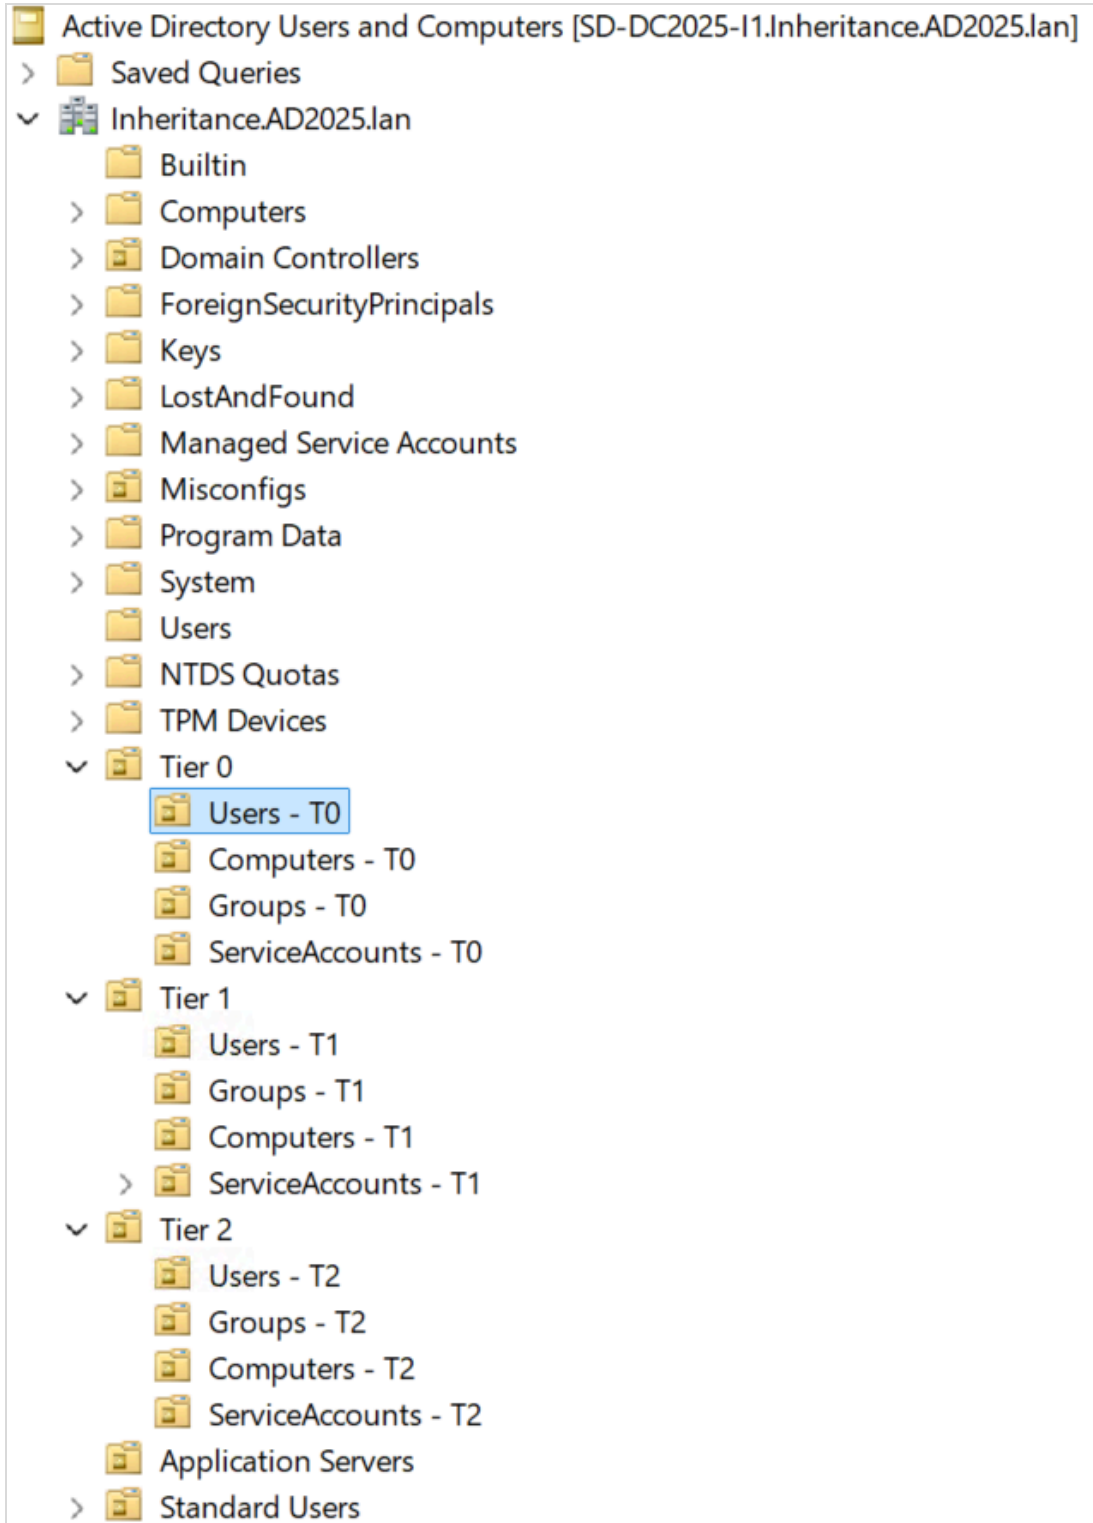 Active Directory Users and Computers [SD-DC2025-I1.Inheritance.AD2025.lan]
Saved Queries
Inheritance.AD2025.lan
Builtin
Computers
Domain Controllers
ForeignSecurityPrincipals
Keys
LostAndFound
Managed Service Accounts
Misconfigs
Program Data
System
Users
NTDS Quotas
TPM Devices
Tier 0
Users - T0
Computers - T0
Groups - T0
ServiceAccounts - T0
Tier 1
Users - T1
Groups - T1
Computers - T1
ServiceAccounts - T1
Tier 2
Users - T2
Groups - T2
Computers - T2
ServiceAccounts - T2
Application Servers
Standard Users